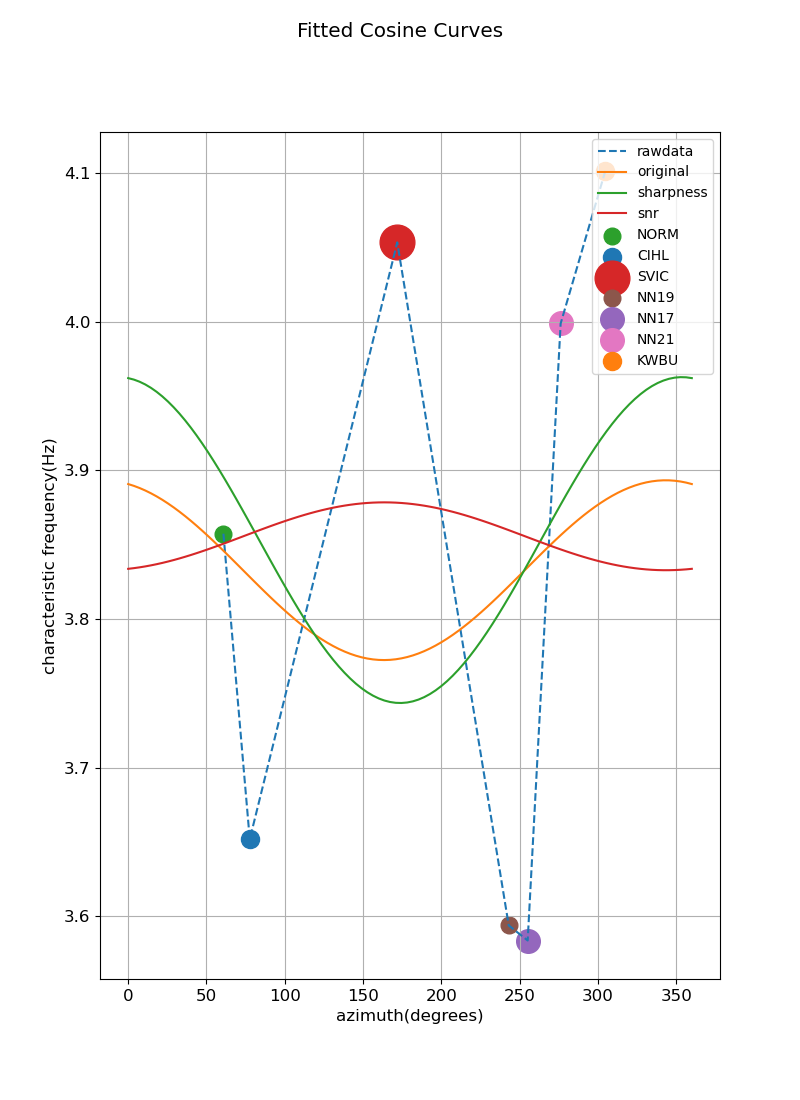 Fitted Cosine Curves
rawdata
original
sharpness
snr
NORM
CIHL
SVIC
NN19
NN17
NN21
KWBU
characteristic frequency(Hz)
4.1
4.0
3.9
3.8
3.7
3.6
0 50 100 150 200 250 300 350
azimuth(degrees)